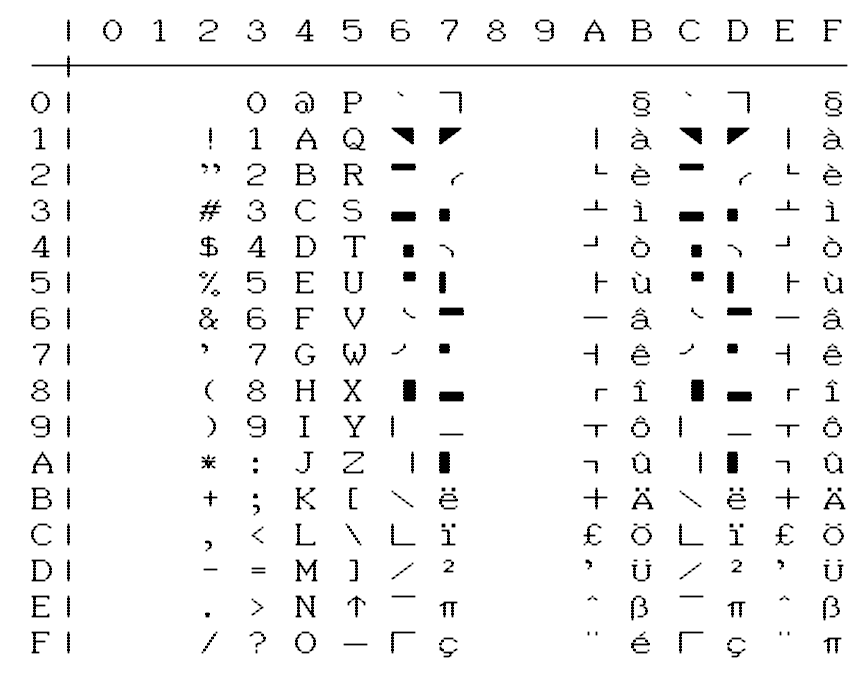 | 0 1 2 3 4 5 6 7 8 9 A B C D E F
0 | 0 @ P ` ┐ § ` ┐ §
1 | ! 1 A Q ◥ ◤ | à ◥ ◤ | à
2 | ” 2 B R ▔ ╭ └ è ▔ ╭ └ è
3 | # 3 C S ▂ ▖ ┴ ì ▂ ▖ ┴ ì
4 | $ 4 D T ▗ ╮ ┘ ò ▗ ╮ ┘ ò
5 | % 5 E U ▝ ▌ ├ ù ▝ ▌ ├ ù
6 | & 6 F V ╰ ▔ — â ╰ ▔ — â
7 | ’ 7 G W ╯ ▘ ┤ ê ╯ ▘ ┤ ê
8 | ( 8 H X ▐ ▂ ┌ î ▐ ▂ ┌ î
9 | ) 9 I Y | _ ┬ ô | _ ┬ ô
A | * : J Z | ▌ ┐ û | ▌ ┐ û
B | + ; K [ \ ë + Ä \ ë + Ä
C | , < L \ └ ï £ Ö └ ï £ Ö
D | - = M ] / ² ’ Ü / ² ’ Ü
E | . > N ↑ ‾ π ^ β ‾ π ^ β
F | / ? O — ┌ ç ¨ é ┌ ç ¨ π